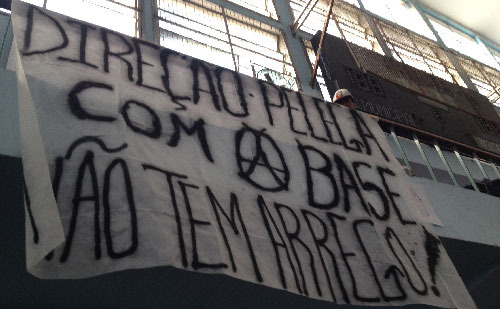 DIREÇÃO PELEGA
COM A BASE
NÃO TEM ARREGO!